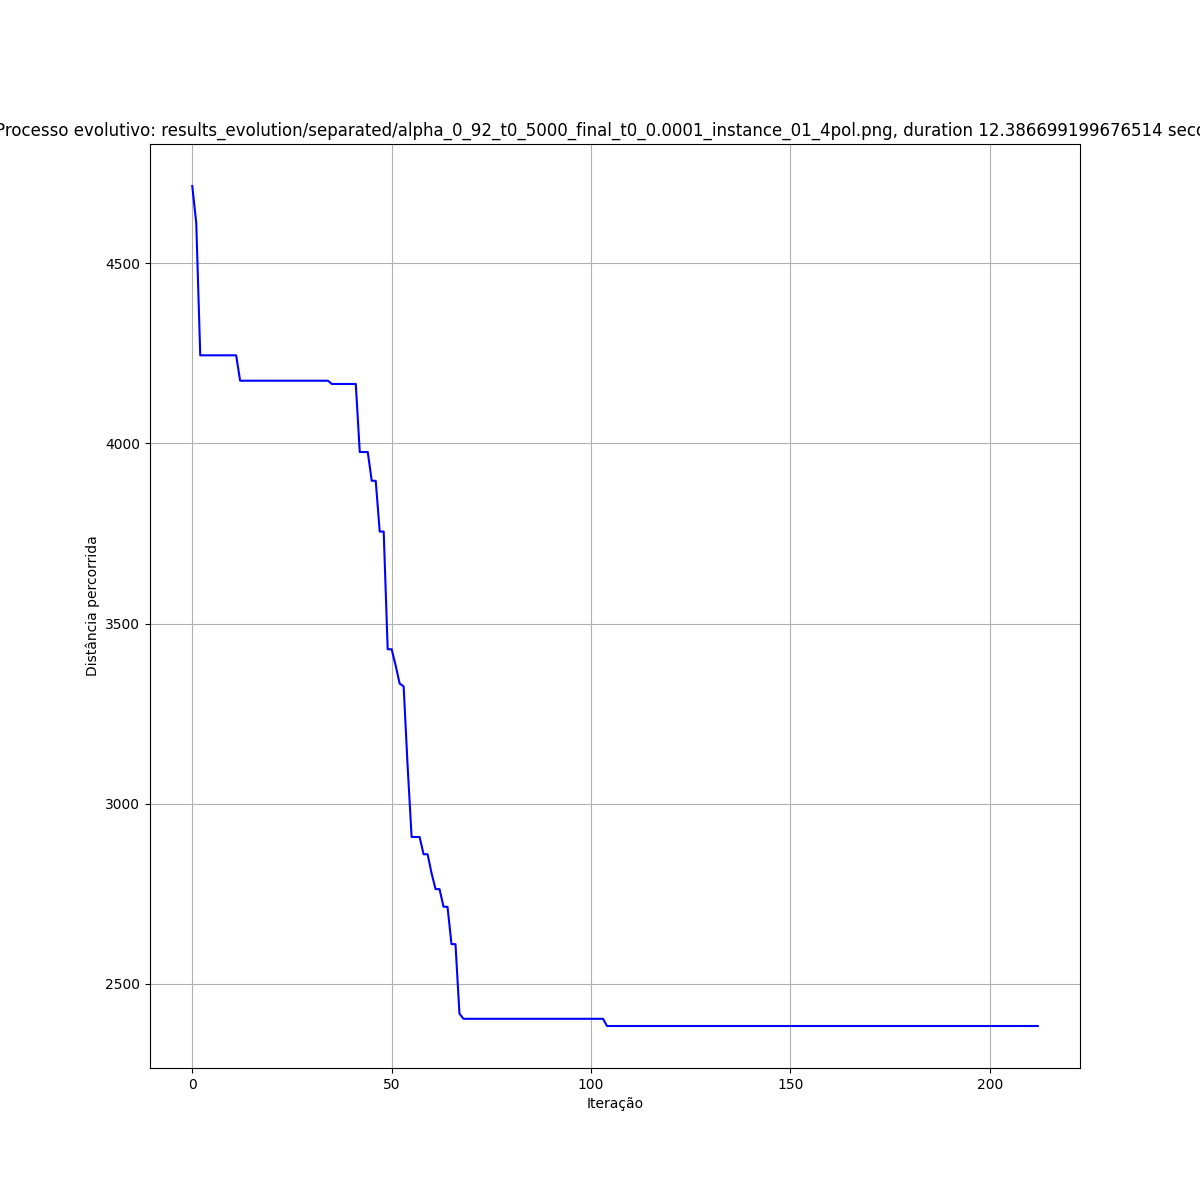 Processo evolutivo: results_evolution/separated/alpha_0_92_t0_5000_final_t0_0.0001_instance_01_4pol.png, duration 12.386699199676514 seco
4500
4000
3500
3000
2500
Distância percorrida
0 50 100 150 200
Iteração